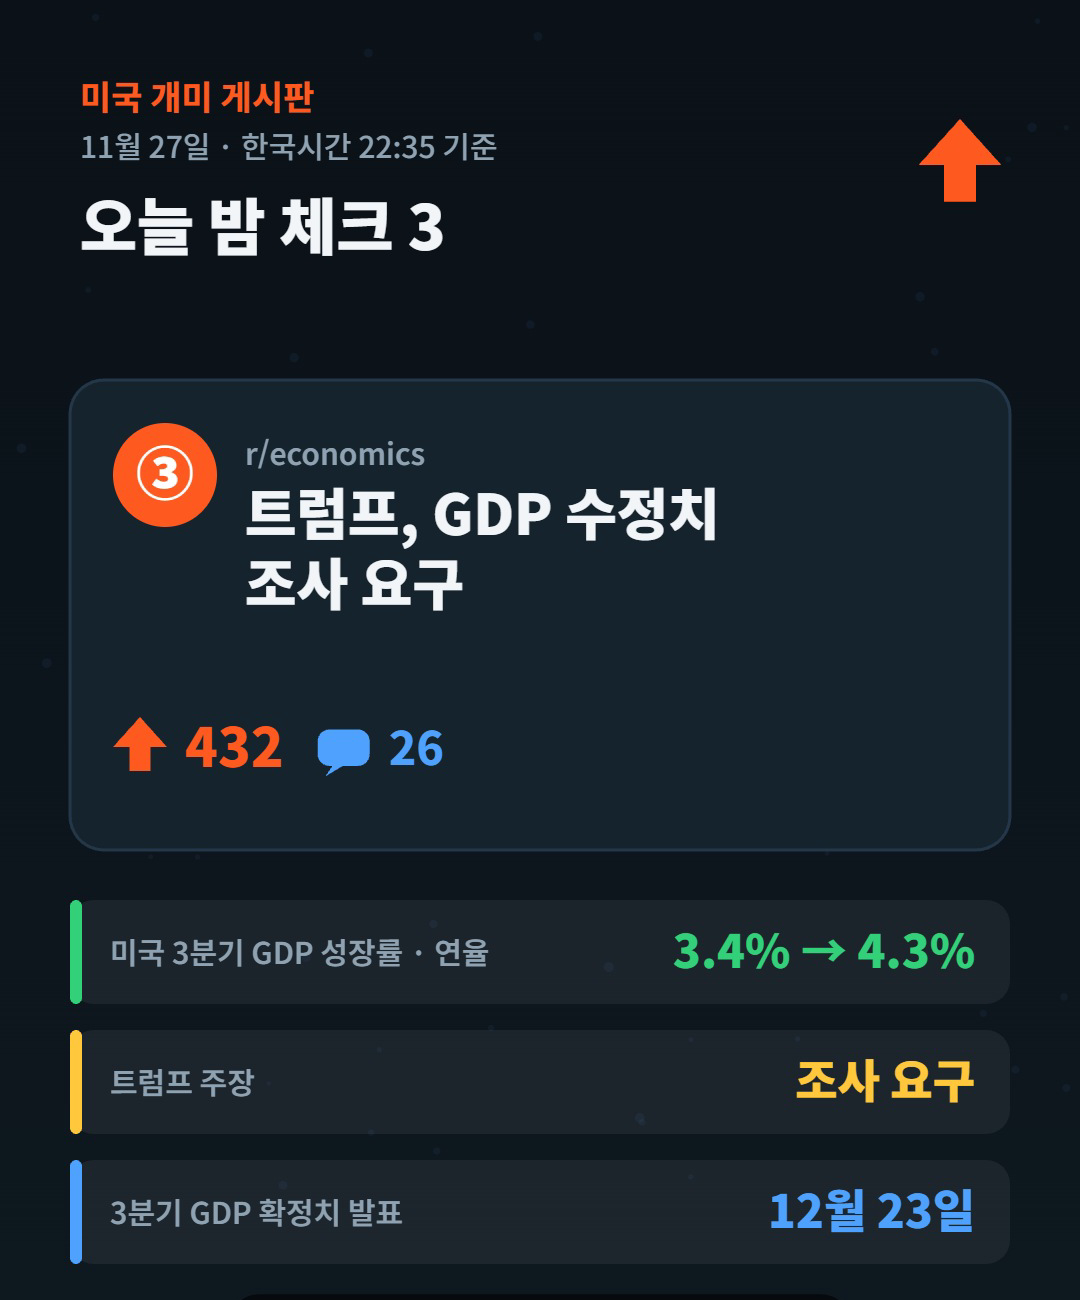 미국 개미 게시판
11월 27일 · 한국시간 22:35 기준
오늘 밤 체크 3
③
r/economics
트럼프, GDP 수정치
조사 요구
432
26
미국 3분기 GDP 성장률 · 연율
3.4% → 4.3%
트럼프 주장
조사 요구
3분기 GDP 확정치 발표
12월 23일